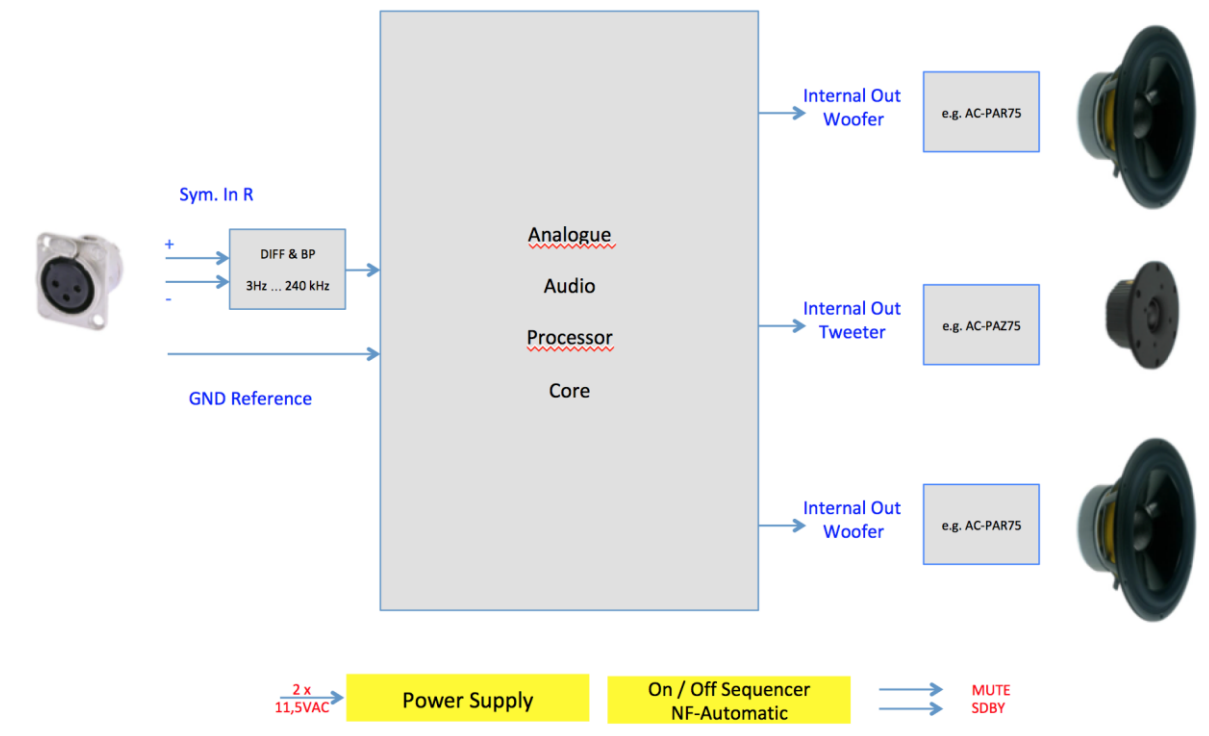 Internal Out
Woofer
e.g. AC-PAR75
Sym. In R
+
-
DIFF & BP
3Hz ... 240 kHz
GND Reference
Analogue
Audio
Processor
Core
Internal Out
Tweeter
e.g. AC-PAZ75
Internal Out
Woofer
e.g. AC-PAR75
2 x
11,5VAC
Power Supply
On / Off Sequencer
NF-Automatic
MUTE
SDBY